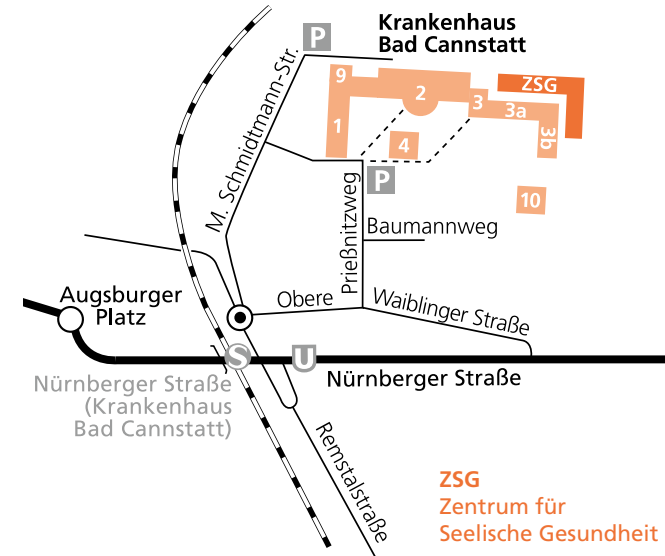 Krankenhaus
Bad Cannstatt
P
M. Schmidtmann-Str.
9
2
ZSG
3
3a
1
4
3b
P
10
Prießnitzweg
Baumannweg
Augsburger
Platz
Obere
Waiblinger Straße
S
U
Nürnberger Straße
Nürnberger Straße
(Krankenhaus
Bad Cannstatt)
Remstalstraße
ZSG
Zentrum für
Seelische Gesundheit